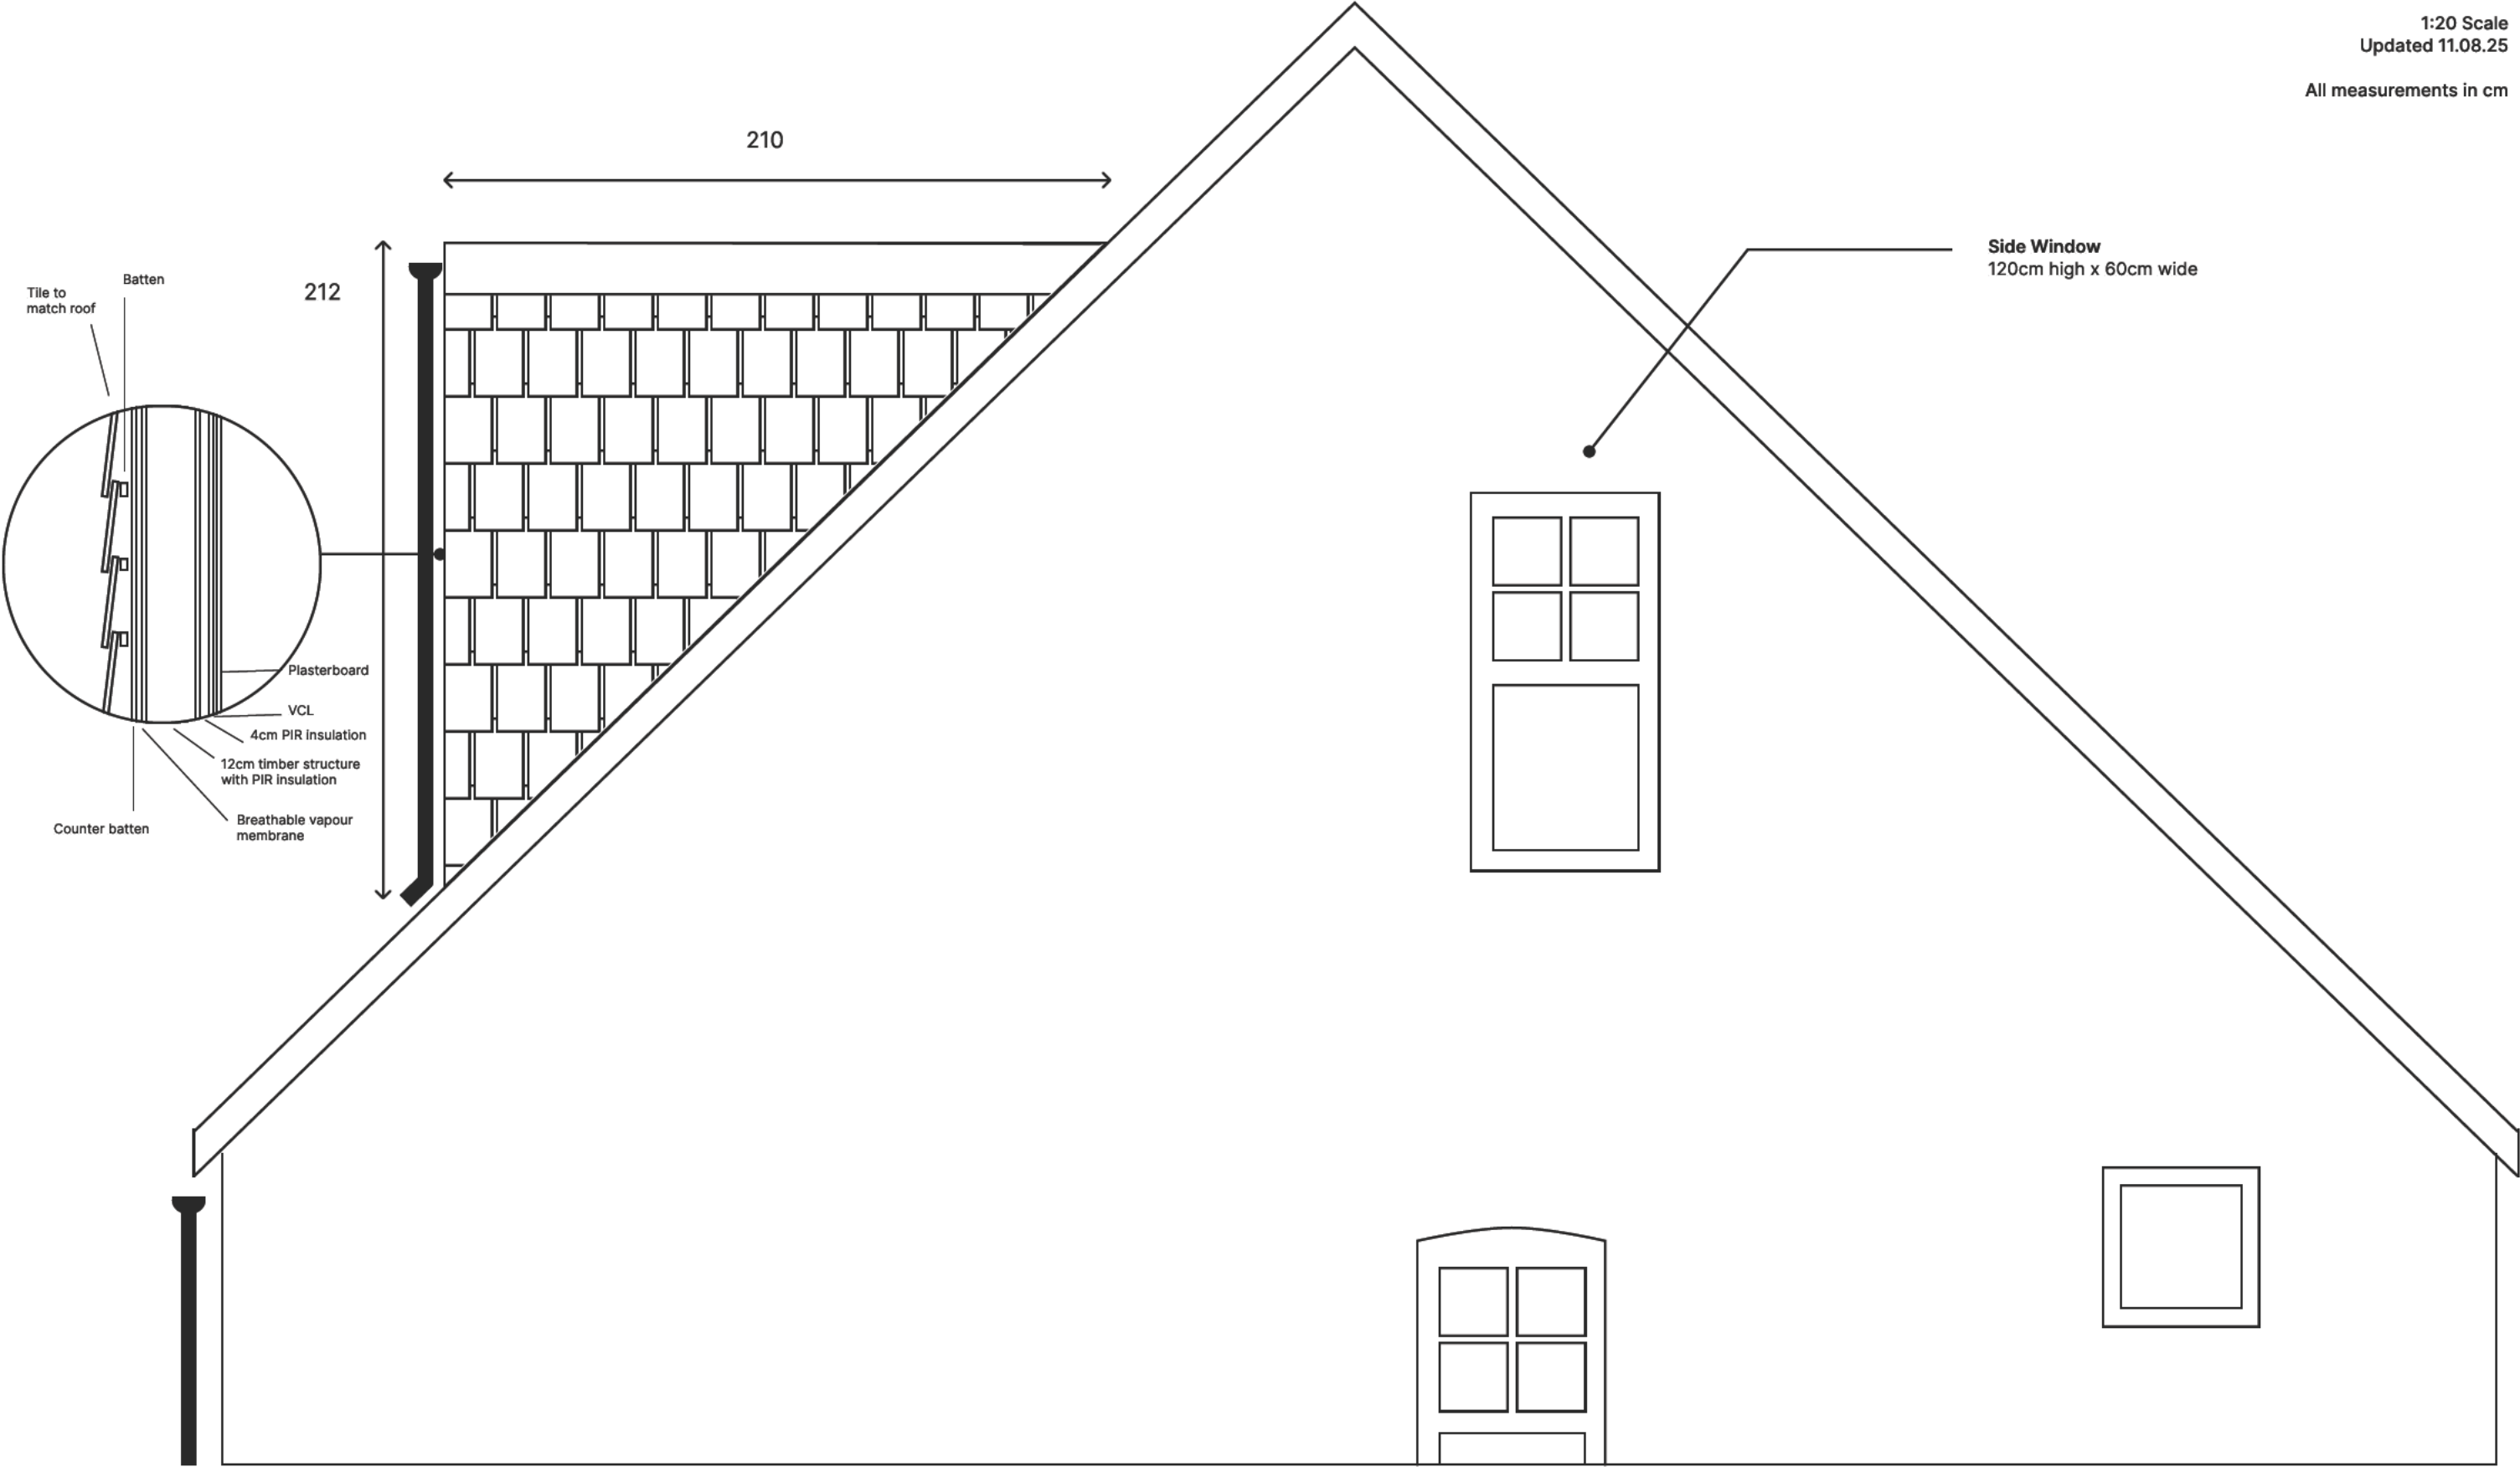 1:20 Scale
Updated 11.08.25
All measurements in cm
210
212
Side Window
120cm high x 60cm wide
Batten
Tile to
match roof
Plasterboard
VCL
4cm PIR insulation
12cm timber structure
with PIR insulation
Breathable vapour
membrane
Counter batten